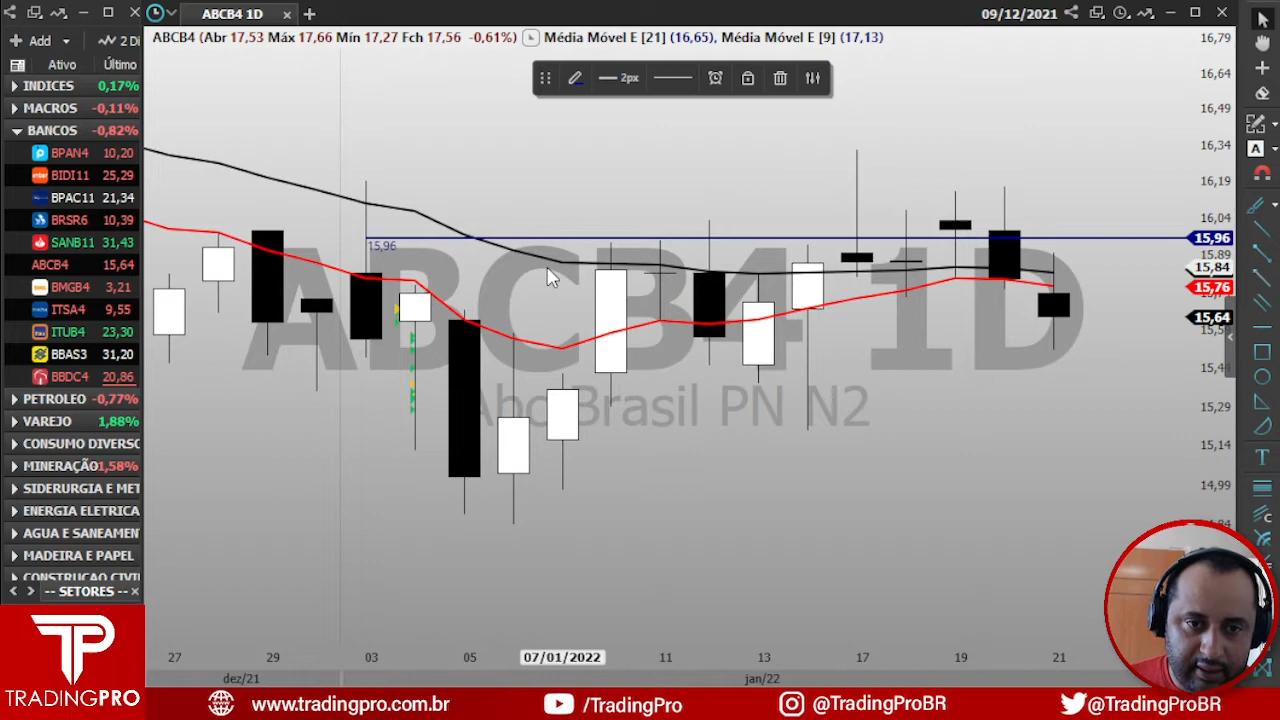 ABCB4 1D
09/12/2021
Add
2 Di
ABCB4 (Abr 17,53 Máx 17,66 Mín 17,27 Fch 17,56 -0,61%) Média Móvel E [21] (16,65), Média Móvel E [9] (17,13)
Ativo Último
INDICES 0,17%
MACROS -0,11%
BANCOS -0,82%
BPAN4 10,20
BIDI11 25,29
BPAC11 21,34
BRSR6 10,39
SANB11 31,43
ABCB4 15,64
BMGB4 3,21
ITSA4 9,55
ITUB4 23,30
BBAS3 31,20
BBDC4 20,86
PETROLEO -0,77%
VAREJO 1,88%
CONSUMO DIVERSO
MINERAÇÃO 1,58%
SIDERURGIA E MET
ENERGIA ELETRICA
AGUA E SANEAMEN
MADEIRA E PAPEL
CONSTRUCAO CIVI
-- SETORES --
2px
15,96
ABCB4 1D
Abc Brasil PN N2
16,79
16,64
16,49
16,34
16,19
16,04
15,96
15,89
15,84
15,76
15,64
15,29
15,14
14,99
14,84
27 29 03 05 07/01/2022 11 13 17 19 21
dez/21 jan/22
TP
TRADINGPRO
www.tradingpro.com.br
/TradingPro
@TradingProBR
@TradingProBR